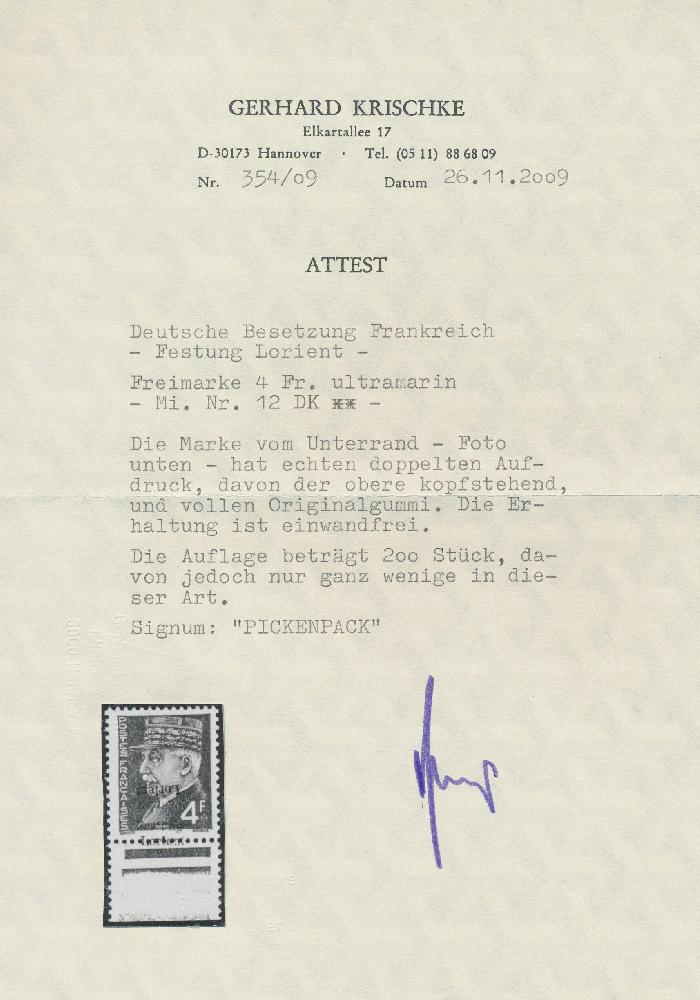 GERHARD KRISCHKE
Elkartallee 17
D-30173 Hannover · Tel. (05 11) 88 68 09
Nr. 354/o9 Datum 26.11.2oo9
ATTEST
Deutsche Besetzung Frankreich
- Festung Lorient -
Freimarke 4 Fr. ultramarin
- Mi. Nr. 12 DK ** -
Die Marke vom Unterrand - Foto
unten - hat echten doppelten Auf-
druck, davon der obere kopfstehend,
und vollen Originalgummi. Die Er-
haltung ist einwandfrei.
Die Auflage beträgt 2oo Stück, da-
von jedoch nur ganz wenige in die-
ser Art.
Signum: "PICKENPACK"
POSTES FRANÇAISES
4F
Lorient